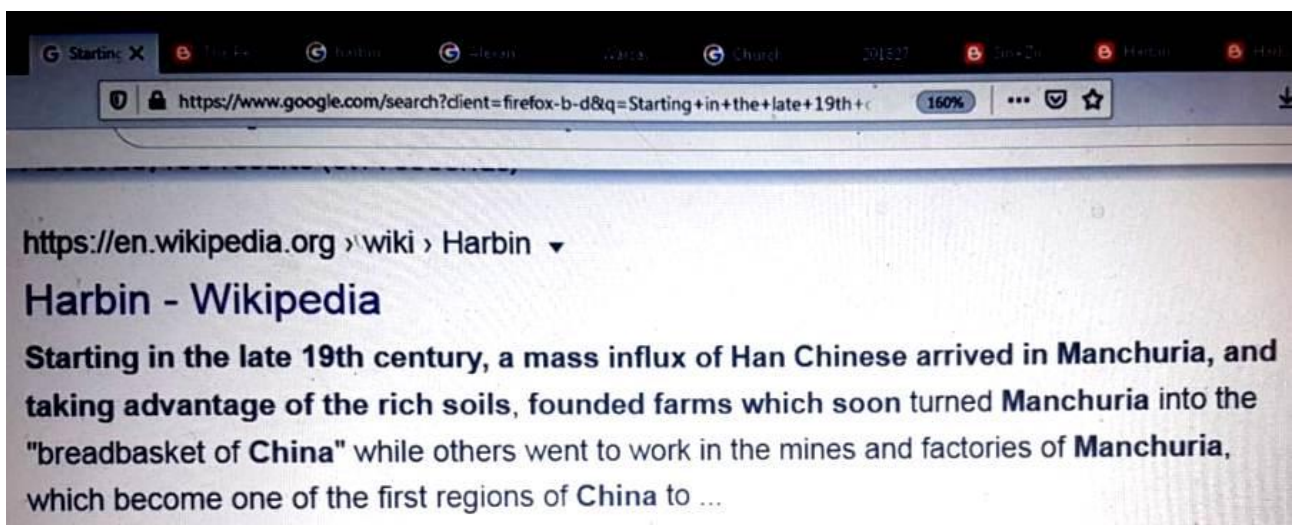 Starting
https://www.google.com/search?client=firefox-b-d&q=Starting+in+the+late+19th+c 160%
https://en.wikipedia.org › wiki › Harbin
Harbin - Wikipedia
Starting in the late 19th century, a mass influx of Han Chinese arrived in Manchuria, and
taking advantage of the rich soils, founded farms which soon turned Manchuria into the
"breadbasket of China" while others went to work in the mines and factories of Manchuria,
which become one of the first regions of China to ...